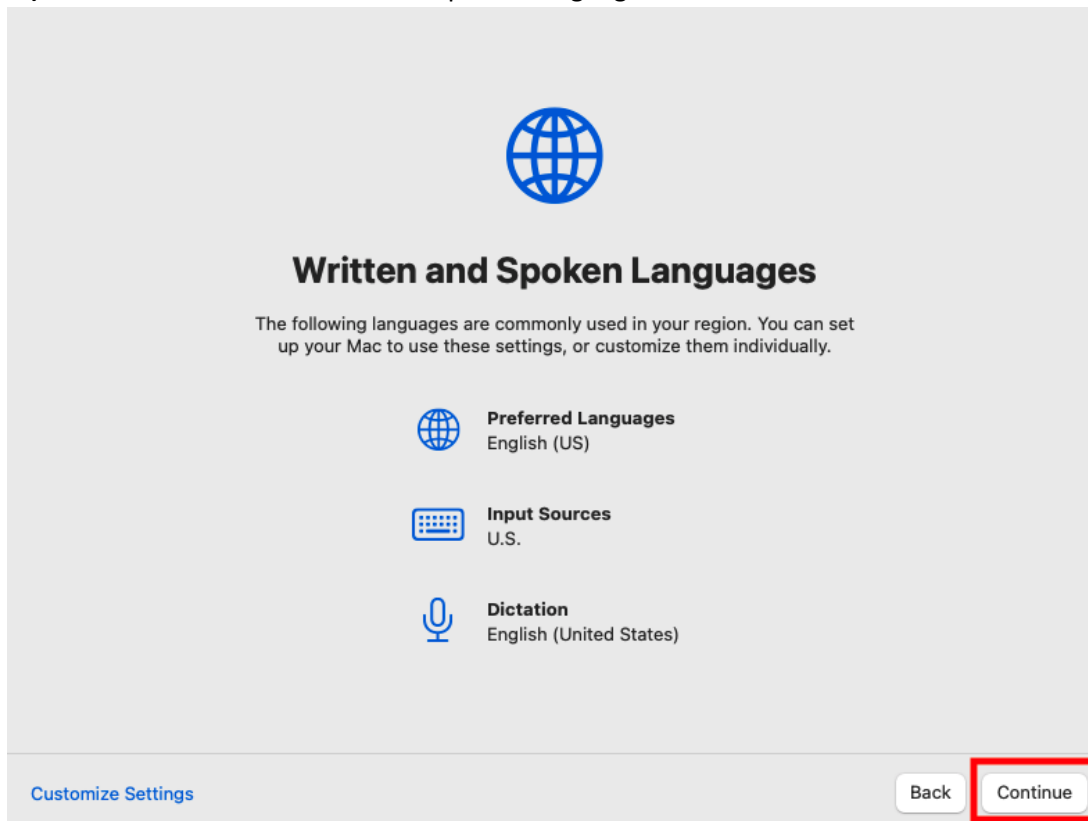 Written and Spoken Languages
The following languages are commonly used in your region. You can set
up your Mac to use these settings, or customize them individually.
Preferred Languages
English (US)
Input Sources
U.S.
Dictation
English (United States)
Customize Settings
Back
Continue